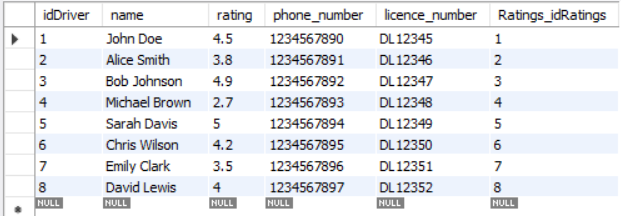 idDriver name rating phone_number licence_number Ratings_idRatings
1 John Doe 4.5 1234567890 DL12345 1
2 Alice Smith 3.8 1234567891 DL12346 2
3 Bob Johnson 4.9 1234567892 DL12347 3
4 Michael Brown 2.7 1234567893 DL12348 4
5 Sarah Davis 5 1234567894 DL12349 5
6 Chris Wilson 4.2 1234567895 DL12350 6
7 Emily Clark 3.5 1234567896 DL12351 7
8 David Lewis 4 1234567897 DL12352 8
NULL NULL NULL NULL NULL NULL